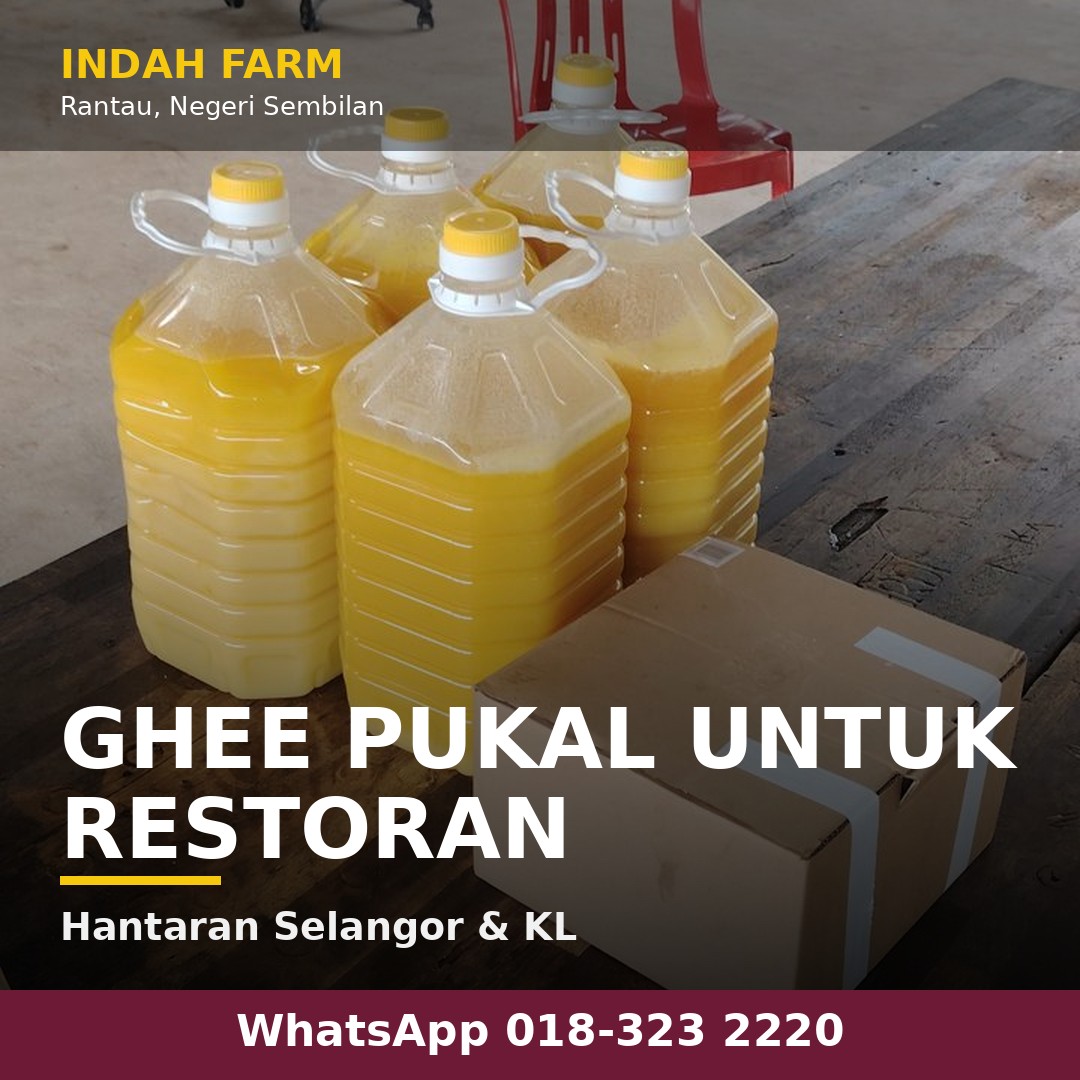 INDAH FARM
Rantau, Negeri Sembilan
GHEE PUKAL UNTUK
RESTORAN
Hantaran Selangor & KL
WhatsApp 018-323 2220